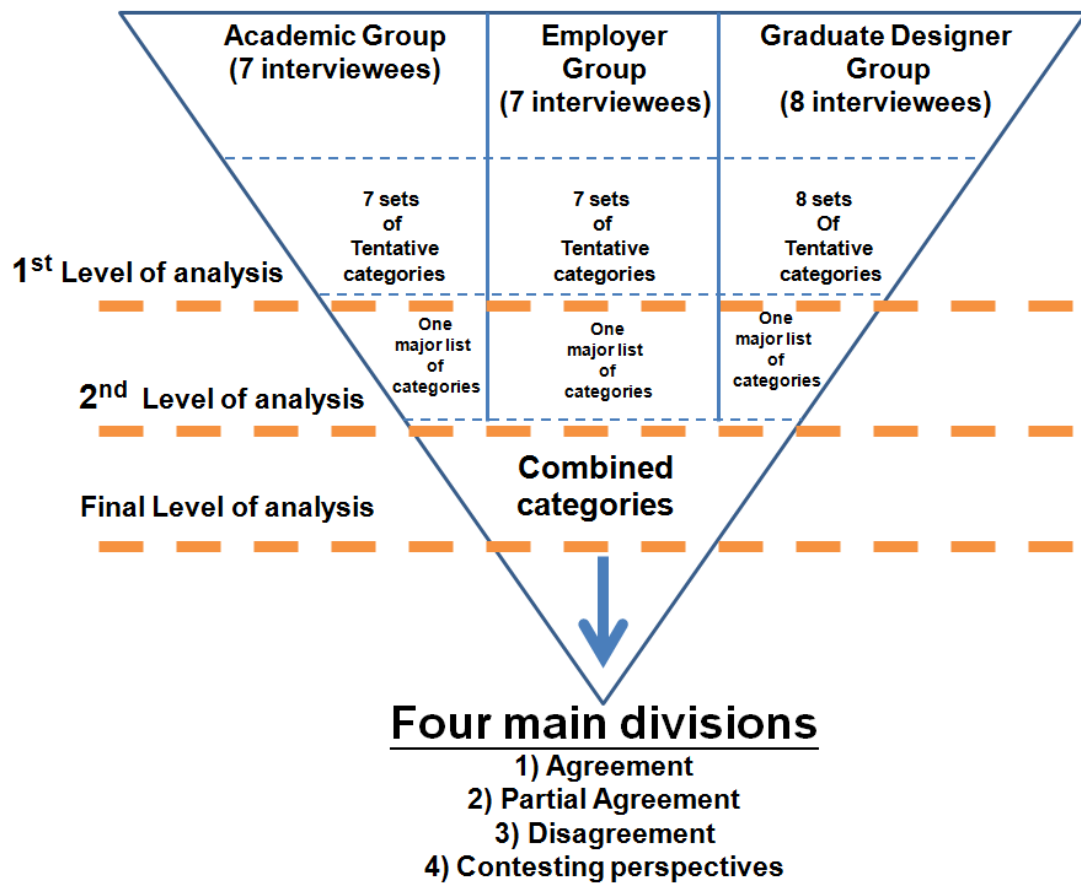 Academic Group
(7 interviewees)
Employer
Group
(7 interviewees)
Graduate Designer
Group
(8 interviewees)
7 sets
of
Tentative
categories
7 sets
of
Tentative
categories
8 sets
Of
Tentative
categories
1st Level of analysis
One
major list
of
categories
One
major list
of
categories
One
major list
of
categories
2nd Level of analysis
Combined
categories
Final Level of analysis
Four main divisions
1) Agreement
2) Partial Agreement
3) Disagreement
4) Contesting perspectives